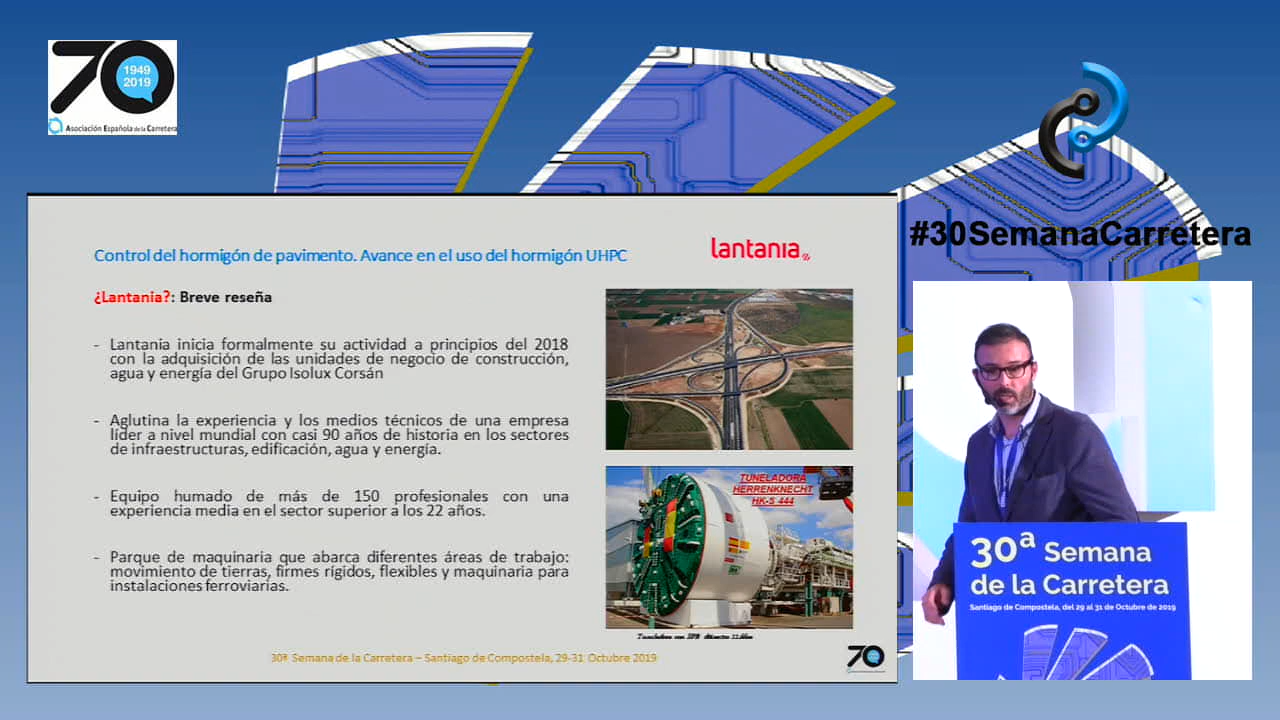 70
1949
2019
Asociación Española de la Carretera
#30SemanaCarretera
Control del hormigón de pavimento. Avance en el uso del hormigón UHPC
lantania
¿Lantania?: Breve reseña
- Lantania inicia formalmente su actividad a principios del 2018
con la adquisición de las unidades de negocio de construcción,
agua y energía del Grupo Isolux Corsán
- Aglutina la experiencia y los medios técnicos de una empresa
líder a nivel mundial con casi 90 años de historia en los sectores
de infraestructuras, edificación, agua y energía.
- Equipo humado de más de 150 profesionales con una
experiencia media en el sector superior a los 22 años.
- Parque de maquinaria que abarca diferentes áreas de trabajo:
movimiento de tierras, firmes rígidos, flexibles y maquinaria para
instalaciones ferroviarias.
TUNELADORA
HERRENKNECHT
HK-S 444
30ª Semana de la Carretera – Santiago de Compostela, 29-31 Octubre 2019
70
30ª Semana
de la Carretera
Santiago de Compostela, del 29 al 31 de Octubre de 2019